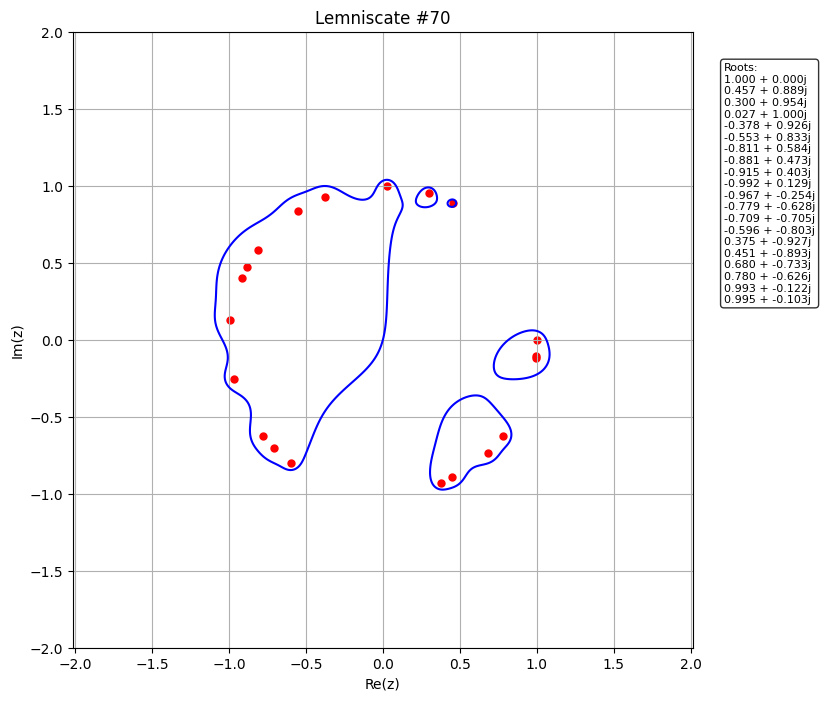 Lemniscate #70
Roots:
1.000 + 0.000j
0.457 + 0.889j
0.300 + 0.954j
0.027 + 1.000j
-0.378 + 0.926j
-0.553 + 0.833j
-0.811 + 0.584j
-0.881 + 0.473j
-0.915 + 0.403j
-0.992 + 0.129j
-0.967 + -0.254j
-0.779 + -0.628j
-0.709 + -0.705j
-0.596 + -0.803j
0.375 + -0.927j
0.451 + -0.893j
0.680 + -0.733j
0.780 + -0.626j
0.993 + -0.122j
0.995 + -0.103j
Im(z)
2.0
1.5
1.0
0.5
0.0
−0.5
−1.0
−1.5
−2.0
−2.0 −1.5 −1.0 −0.5 0.0 0.5 1.0 1.5 2.0
Re(z)